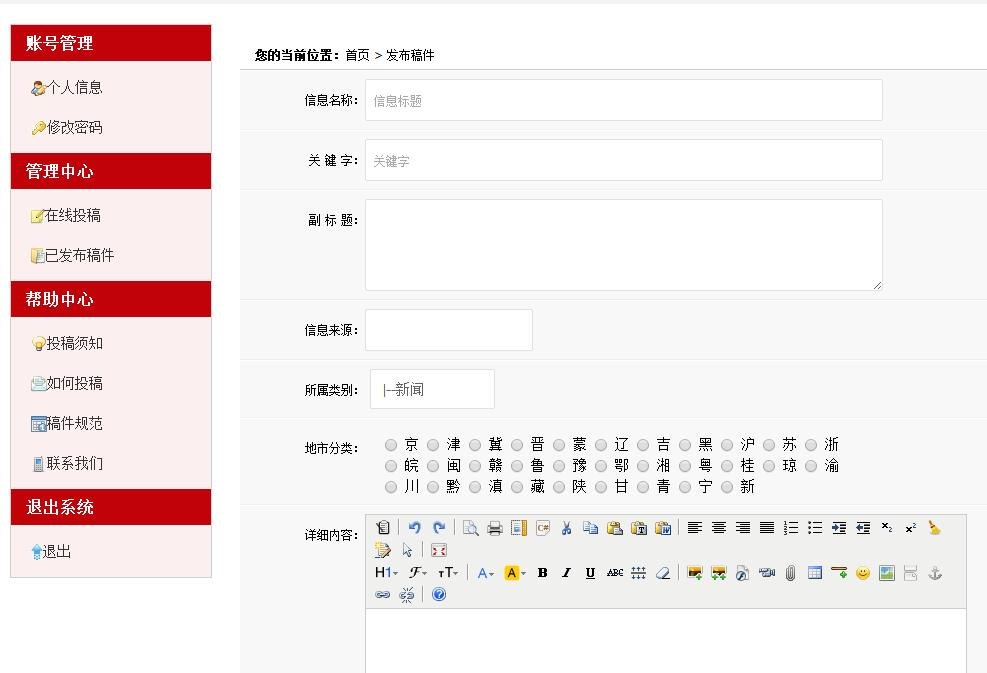 账号管理
个人信息
修改密码
管理中心
在线投稿
已发布稿件
帮助中心
投稿须知
如何投稿
稿件规范
联系我们
退出系统
退出
您的当前位置：首页 > 发布稿件
信息名称： 信息标题
关 键 字： 关键字
副 标 题：
信息来源：
所属类别： |--新闻
地市分类： 京 津 冀 晋 蒙 辽 吉 黑 沪 苏 浙
皖 闽 赣 鲁 豫 鄂 湘 粤 桂 琼 渝
川 黔 滇 藏 陕 甘 青 宁 新
详细内容：
H1 F TT A A B I U ABC